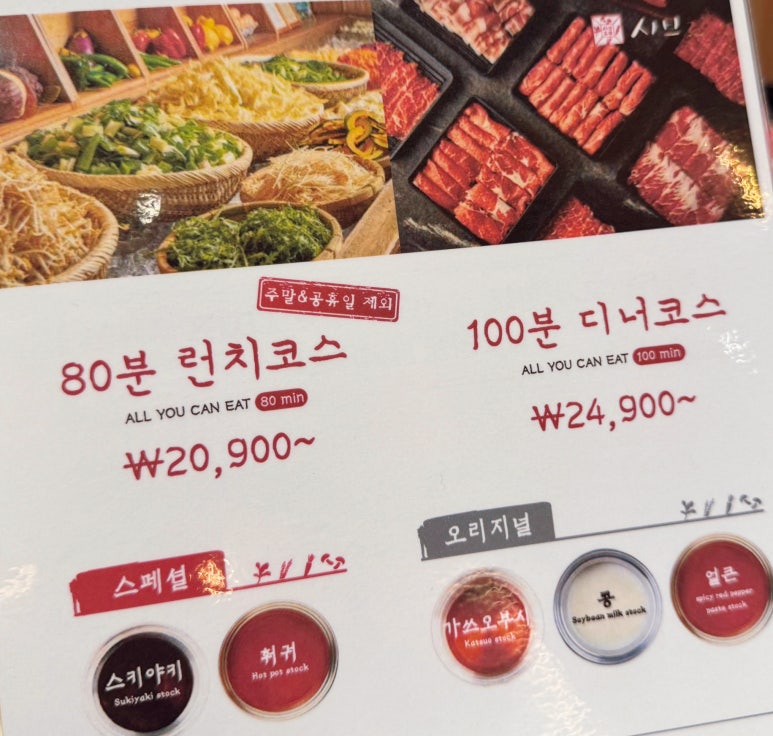 시민
주말&공휴일 제외
80분 런치코스
ALL YOU CAN EAT 80 min
₩20,900~
100분 디너코스
ALL YOU CAN EAT 100 min
₩24,900~
스페셜
스키야키
Sukiyaki stock
훠궈
Hot pot stock
오리지널
가쓰오부시
Katsuo stock
콩
Soybean milk stock
얼큰
spicy red pepper
paste stock